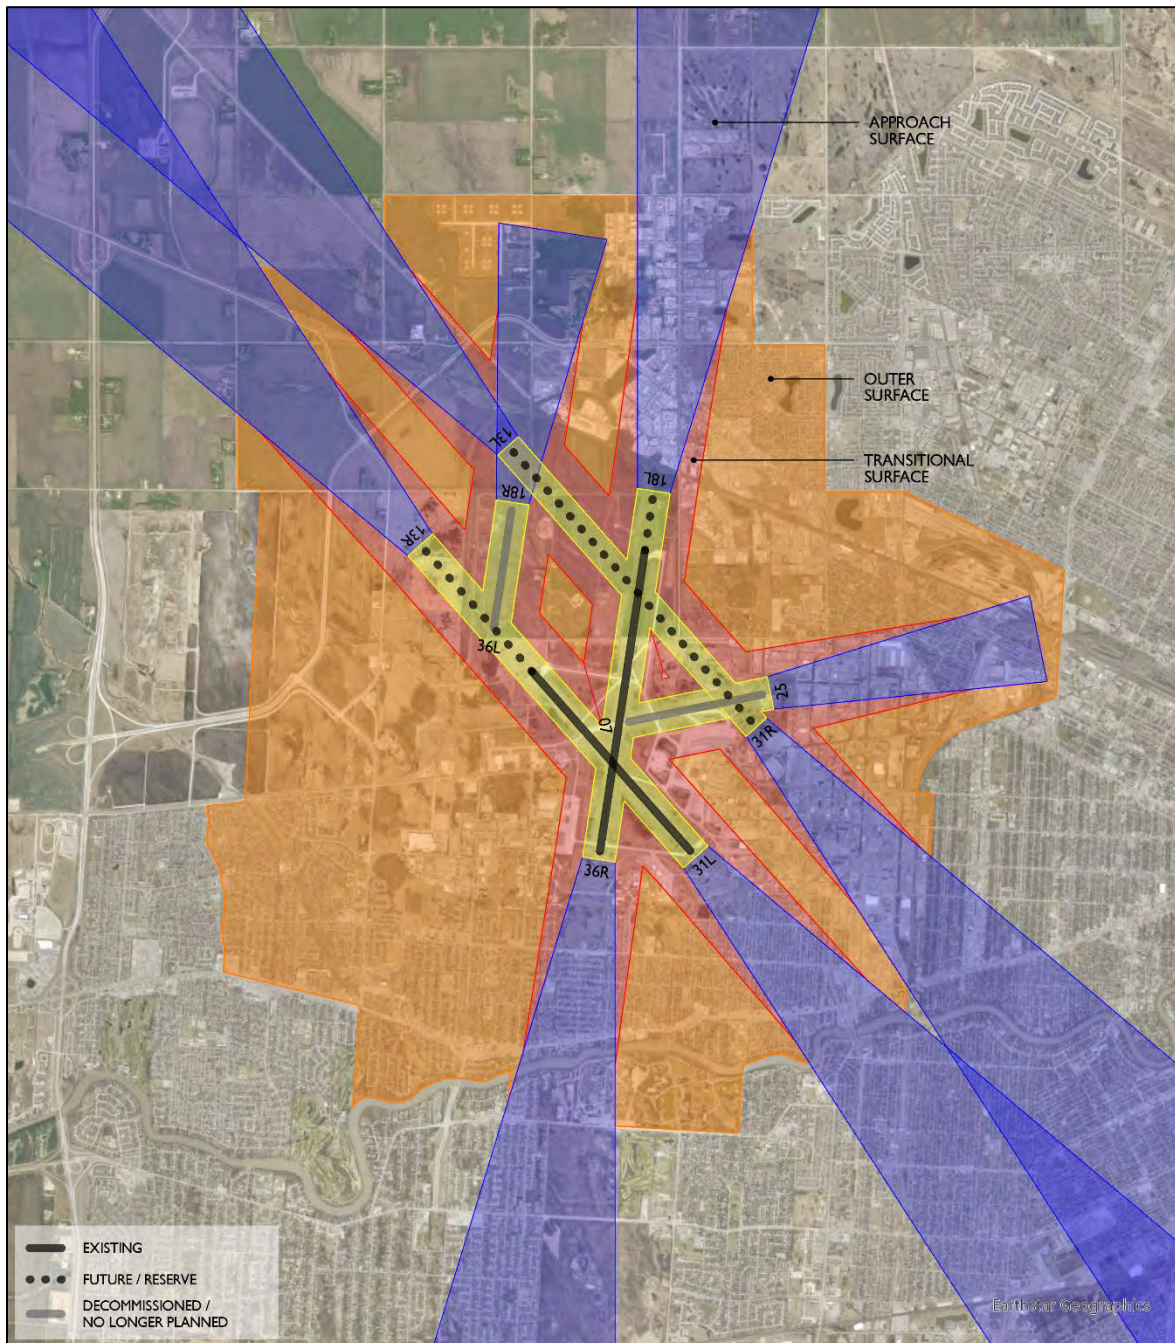 APPROACH
SURFACE
OUTER
SURFACE
TRANSITIONAL
SURFACE
13L
18R
18L
13R
36L
25
07
31R
36R
31L
EXISTING
FUTURE / RESERVE
DECOMMISSIONED /
NO LONGER PLANNED
Earthstar Geographics